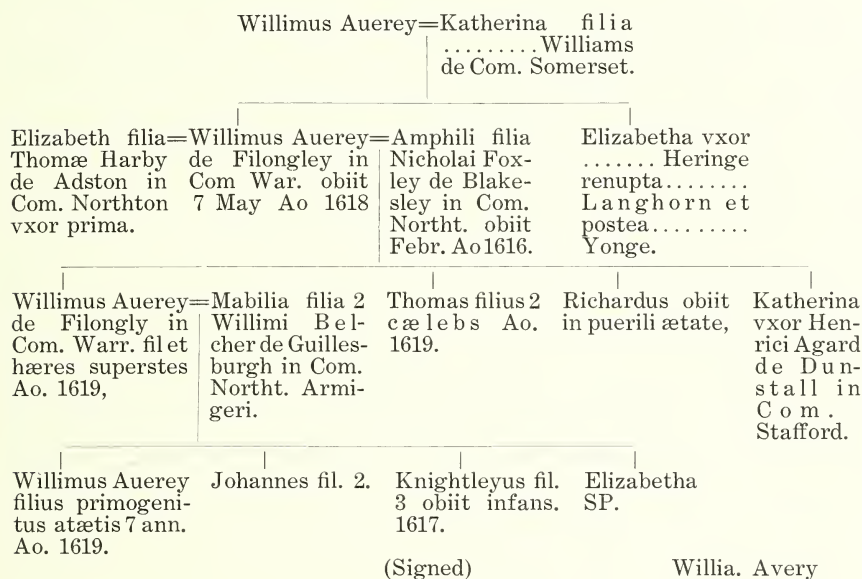 Willimus Auerey=Katherina filia
.........Williams
de Com. Somerset.
Elizabeth filia=
Thomæ Harby
de Adston in
Com. Northton
vxor prima.
Willimus Auerey=
de Filongley in
Com War. obiit
7 May Ao 1618
Amphili filia
Nicholai Fox-
ley de Blake-
sley in Com.
Northt. obiit
Febr. Ao1616.
Elizabetha vxor
....... Heringe
renupta........
Langhorn et
postea.........
Yonge.
Willimus Auerey=
de Filongly in
Com. Warr. fil et
hæres superstes
Ao. 1619,
Mabilia filia 2
Willimi Bel-
cher de Guilles-
burgh in Com.
Northt. Armi-
geri.
Thomas filius 2
cælebs Ao.
1619.
Richardus obiit
in puerili ætate,
Katherina
vxor Hen-
rici Agard
de Dun-
stall in
Com.
Stafford.
Willimus Auerey
filius primogeni-
tus atætis 7 ann.
Ao. 1619.
Johannes fil. 2.
Knightleyus fil.
3 obiit infans.
1617.
Elizabetha
SP.
(Signed) Willia. Avery